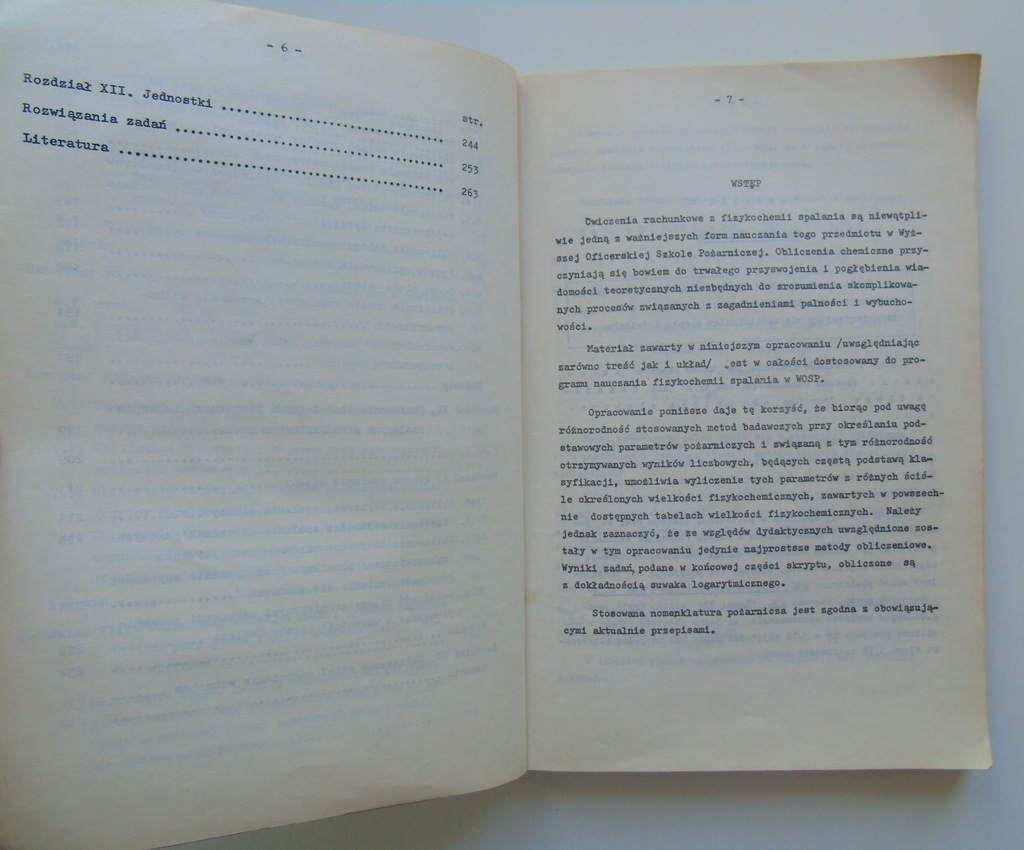 - 6 -
str.
Rozdział XII. Jednostki ........................ 244
Rozwiązania zadań .............................. 253
Literatura ..................................... 263
- 7 -
WSTĘP
Ćwiczenia rachunkowe z fizykochemii spalania są niewątpli-
wie jedną z ważniejszych form nauczania tego przedmiotu w Wyż-
szej Oficerskiej Szkole Pożarniczej. Obliczenia chemiczne przy-
czyniają się bowiem do trwałego przyswojenia i pogłębienia wia-
domości teoretycznych niezbędnych do zrozumienia skomplikowa-
nych procesów związanych z zagadnieniami palności i wybucho-
wości.
Materiał zawarty w niniejszym opracowaniu /uwzględniając
zarówno treść jak i układ/ jest w całości dostosowany do pro-
gramu nauczania fizykochemii spalania w WOSP.
Opracowanie poniższe daje tę korzyść, że biorąc pod uwagę
różnorodność stosowanych metod badawczych przy określaniu pod-
stawowych parametrów pożarniczych i związaną z tym różnorodność
otrzymywanych wyników liczbowych, będących częstą podstawą kla-
syfikacji, umożliwia wyliczenie tych parametrów z różnych ściś-
le określonych wielkości fizykochemicznych, zawartych w powszech-
nie dostępnych tabelach wielkości fizykochemicznych. Należy
jednak zaznaczyć, że ze względów dydaktycznych uwzględnione zos-
tały w tym opracowaniu jedynie najprostsze metody obliczeniowe.
Wyniki zadań, podane w końcowej części skryptu, obliczone są
z dokładnością suwaka logarytmicznego.
Stosowana nomenklatura pożarnicza jest zgodna z obowiązują-
cymi aktualnie przepisami.